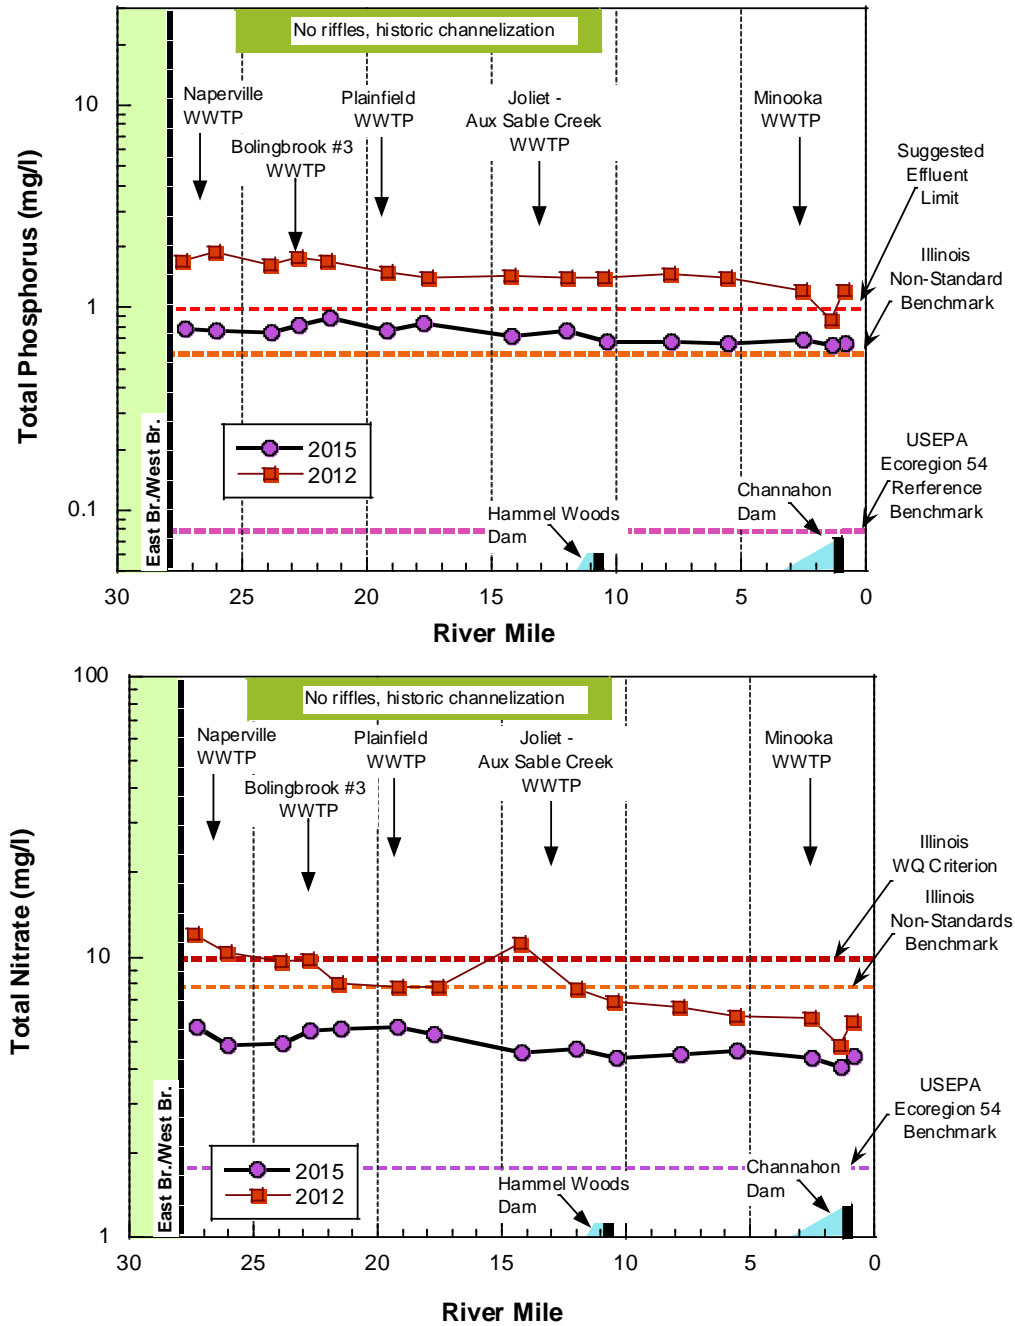 No riffles, historic channelization
10
1
0.1
Total Phosphorus (mg/l)
Naperville
WWTP
Bolingbrook #3
WWTP
Plainfield
WWTP
Joliet -
Aux Sable Creek
WWTP
Minooka
WWTP
Suggested
Effluent
Limit
Illinois
Non-Standard
Benchmark
USEPA
Ecoregion 54
Rerference
Benchmark
East Br./West Br.
2015
2012
Hammel Woods
Dam
Channahon
Dam
30
25
20
15
10
5
0
River Mile
No riffles, historic channelization
100
10
1
Total Nitrate (mg/l)
Naperville
WWTP
Bolingbrook #3
WWTP
Plainfield
WWTP
Joliet -
Aux Sable Creek
WWTP
Minooka
WWTP
Illinois
WQ Criterion
Illinois
Non-Standards
Benchmark
USEPA
Ecoregion 54
Benchmark
East Br./West Br.
2015
2012
Hammel Woods
Dam
Channahon
Dam
30
25
20
15
10
5
0
River Mile